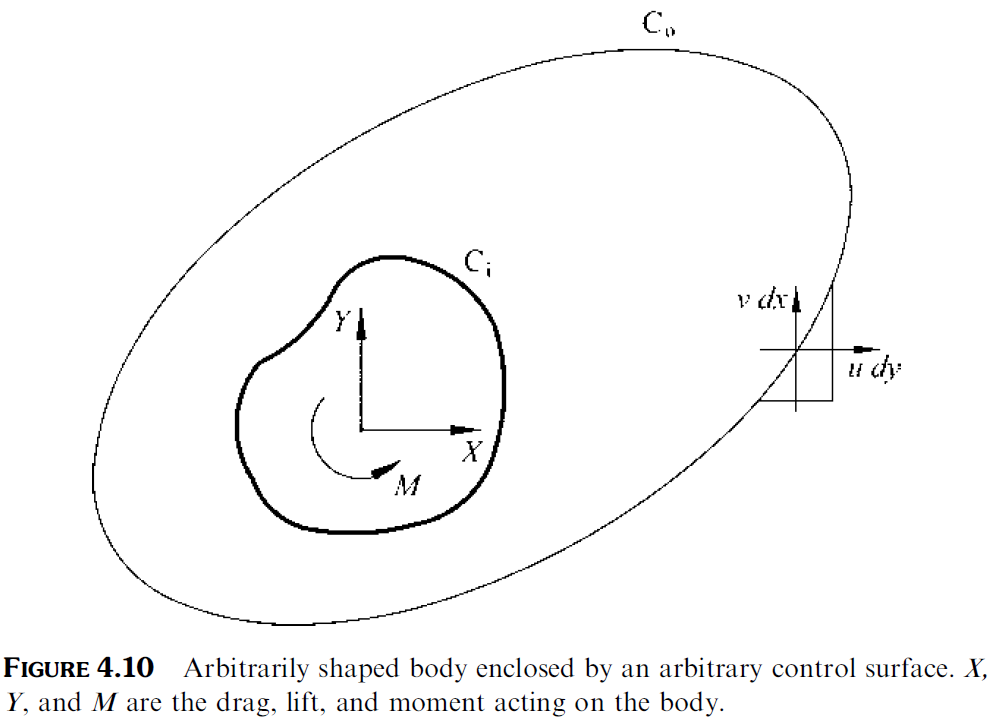 C₀
Cᵢ
Y
v dx
u dy
X
M
FIGURE 4.10 Arbitrarily shaped body enclosed by an arbitrary control surface. X,
Y, and M are the drag, lift, and moment acting on the body.